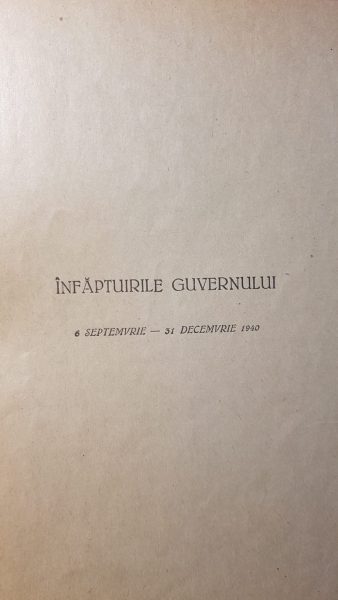 ÎNFĂPTUIRILE GUVERNULUI
6 SEPTEMVRIE — 31 DECEMVRIE 1940